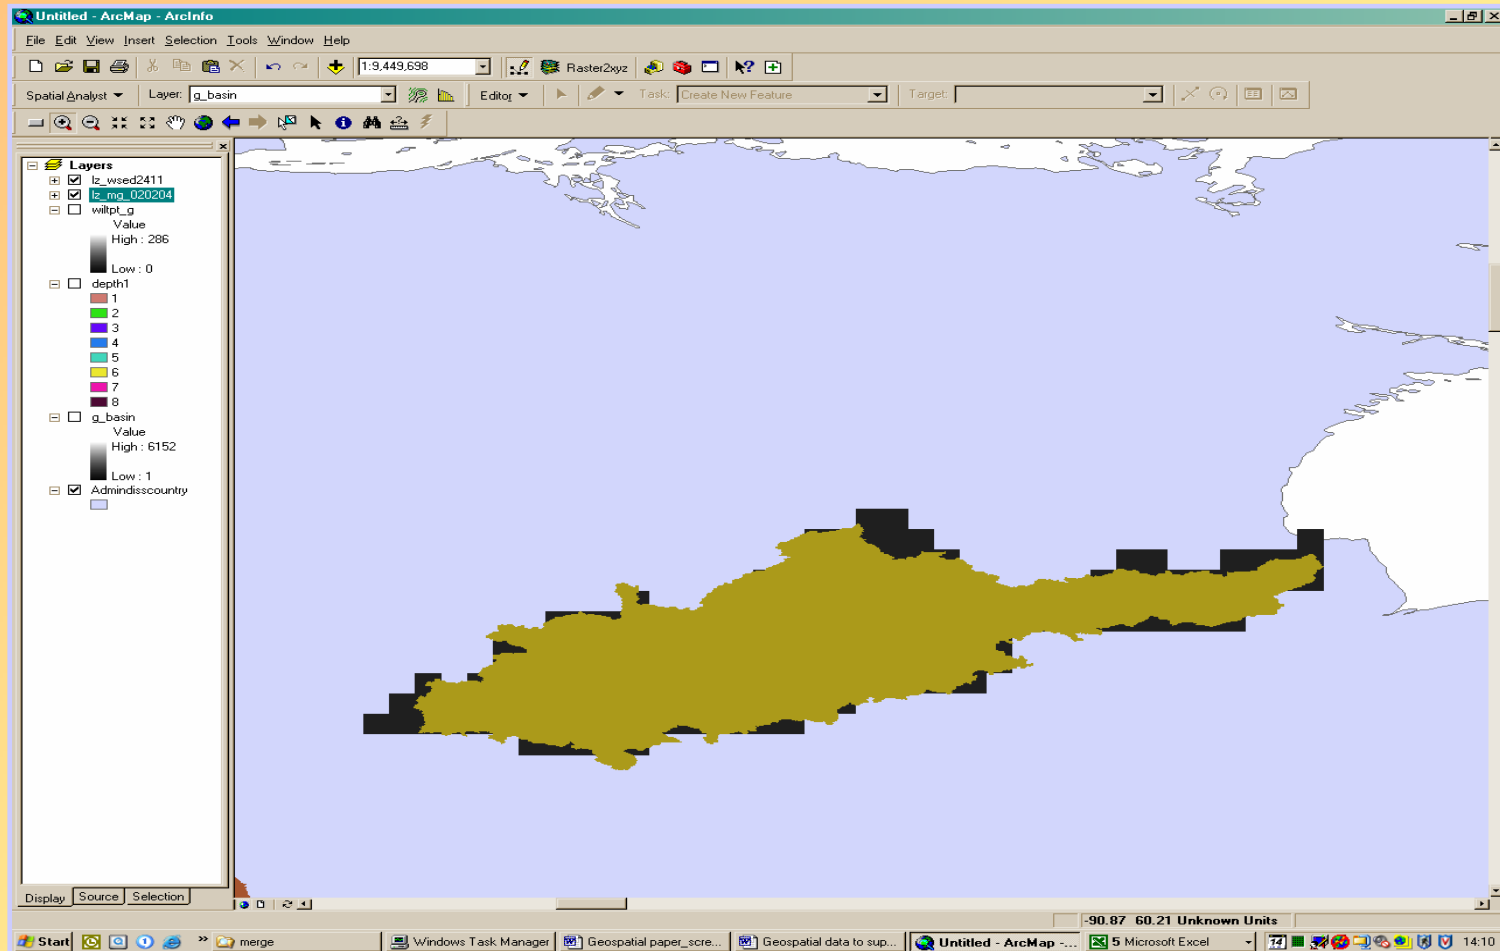 Untitled - ArcMap - ArcInfo
File Edit View Insert Selection Tools Window Help
1:9,449,698 Raster2xyz
Spatial Analyst Layer: g_basin Editor Task: Create New Feature Target:
Layers
lz_wsed2411
lz_mg_020204
wiltpt_g
Value
High : 286
Low : 0
depth1
1
2
3
4
5
6
7
8
g_basin
Value
High : 6152
Low : 1
Admindisscountry
Display Source Selection
-90.87 60.21 Unknown Units
Start merge Windows Task Manager Geospatial paper_scre... Geospatial data to sup... Untitled - ArcMap -... 5 Microsoft Excel 14 14:10